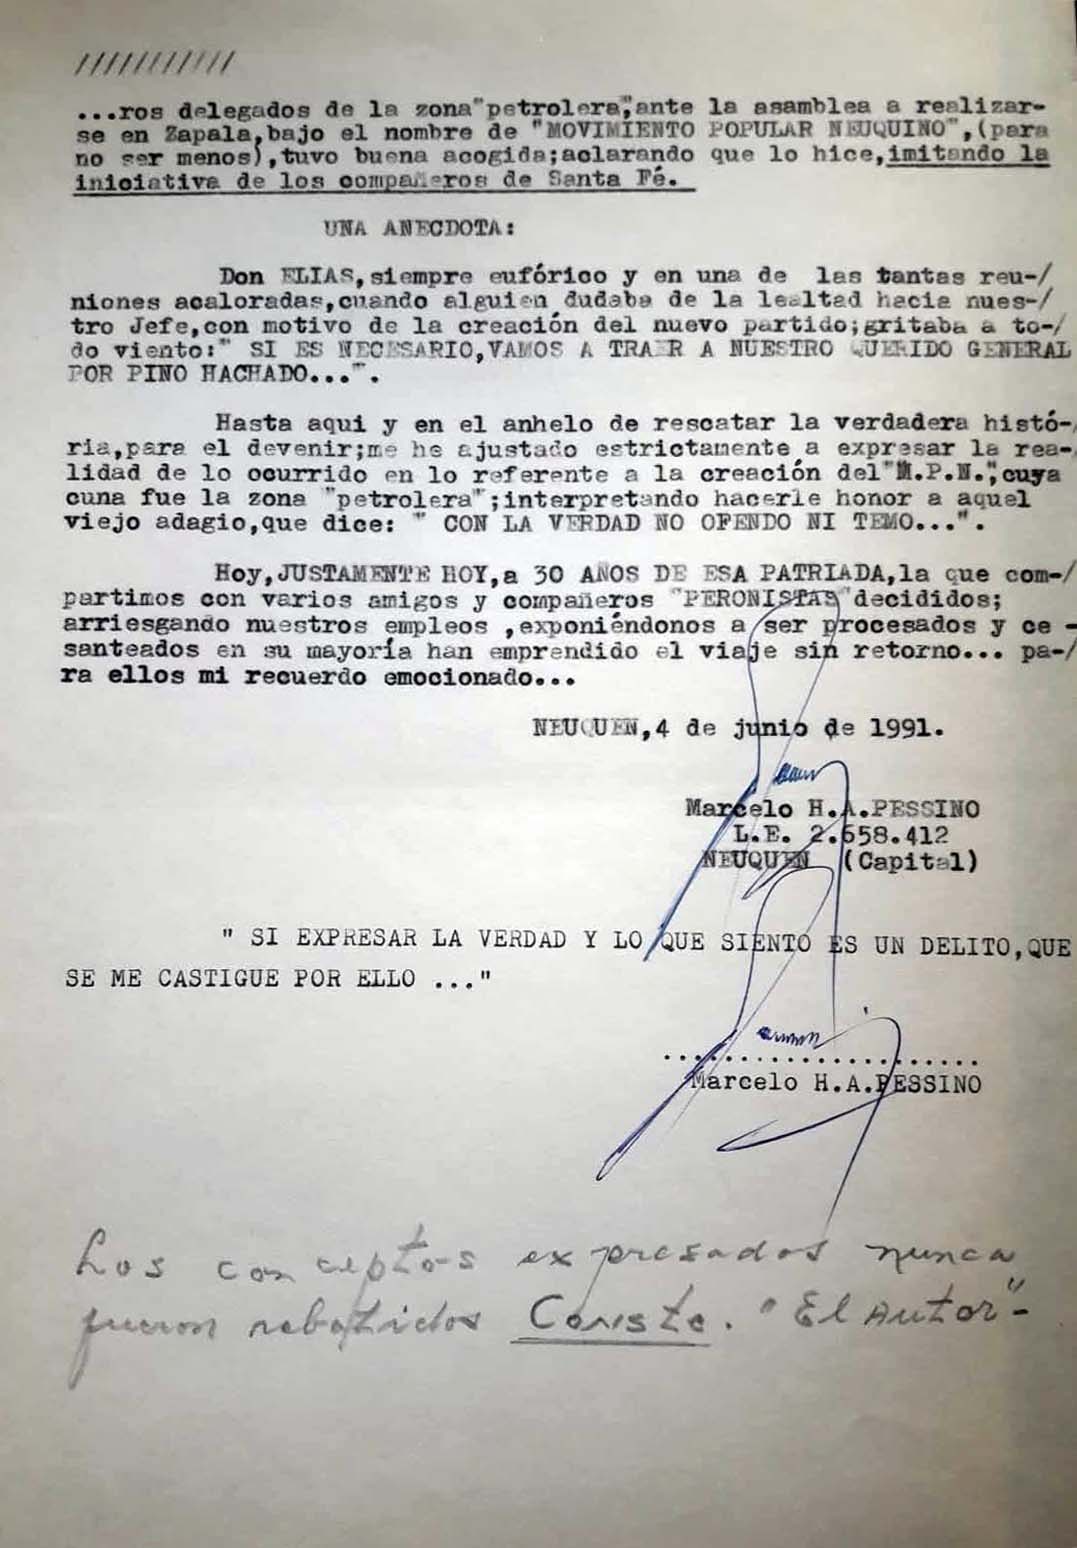 ///////////
...ros delegados de la zona"petrolera",ante la asamblea a realizar-
se en Zapala,bajo el nombre de "MOVIMIENTO POPULAR NEUQUINO",(para
no ser menos),tuvo buena acogida;aclarando que lo hice,imitando la
iniciativa de los compañeros de Santa Fé.
UNA ANECDOTA:
Don ELIAS,siempre eufórico y en una de las tantas reu-/
niones acaloradas,cuando alguien dudaba de la lealtad hacia nues-/
tro Jefe,con motivo de la creación del nuevo partido;gritaba a to-/
do viento:" SI ES NECESARIO,VAMOS A TRAER A NUESTRO QUERIDO GENERAL
POR PINO HACHADO...".
Hasta aqui y en el anhelo de rescatar la verdadera histó-/
ria,para el devenir;me he ajustado estrictamente a expresar la rea-/
lidad de lo ocurrido en lo referente a la creación del"M.P.N.",cuya
cuna fue la zona "petrolera";interpretando hacerle honor a aquel
viejo adagio,que dice: " CON LA VERDAD NO OFENDO NI TEMO...".
Hoy,JUSTAMENTE HOY,a 30 AÑOS DE ESA PATRIADA,la que com-/
partimos con varios amigos y compañeros "PERONISTAS"decididos;
arriesgando nuestros empleos ,exponiéndonos a ser procesados y ce -
santeados en su mayoría han emprendido el viaje sin retorno... pa-/
ra ellos mi recuerdo emocionado...
NEUQUEN,4 de junio de 1991.
Marcelo H.A.PESSINO
L.E. 2.658.412
NEUQUEN (Capital)
" SI EXPRESAR LA VERDAD Y LO QUE SIENTO ES UN DELITO,QUE
SE ME CASTIGUE POR ELLO ..."
.....................
Marcelo H.A.PESSINO
Los conceptos expresados nunca
fueron rebatidos Conste. "El Autor"-